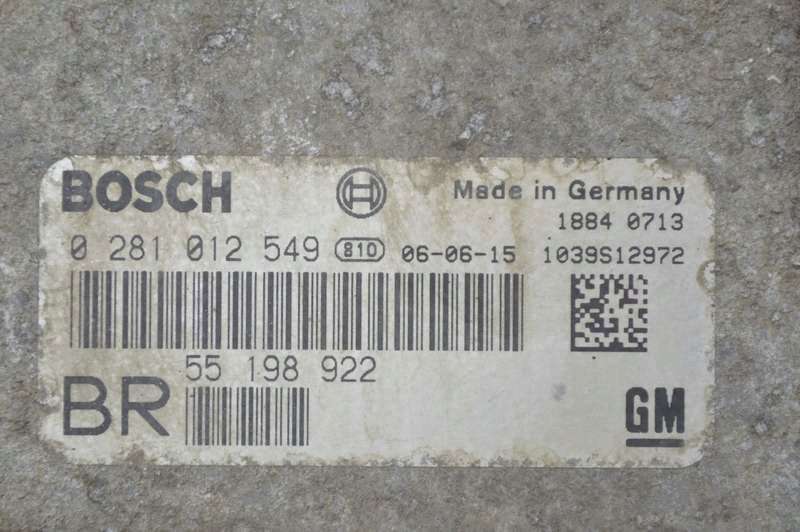 BOSCH Made in Germany
1884 0713
0 281 012 549 810 06-06-15 1039S12972
55 198 922
BR
GM